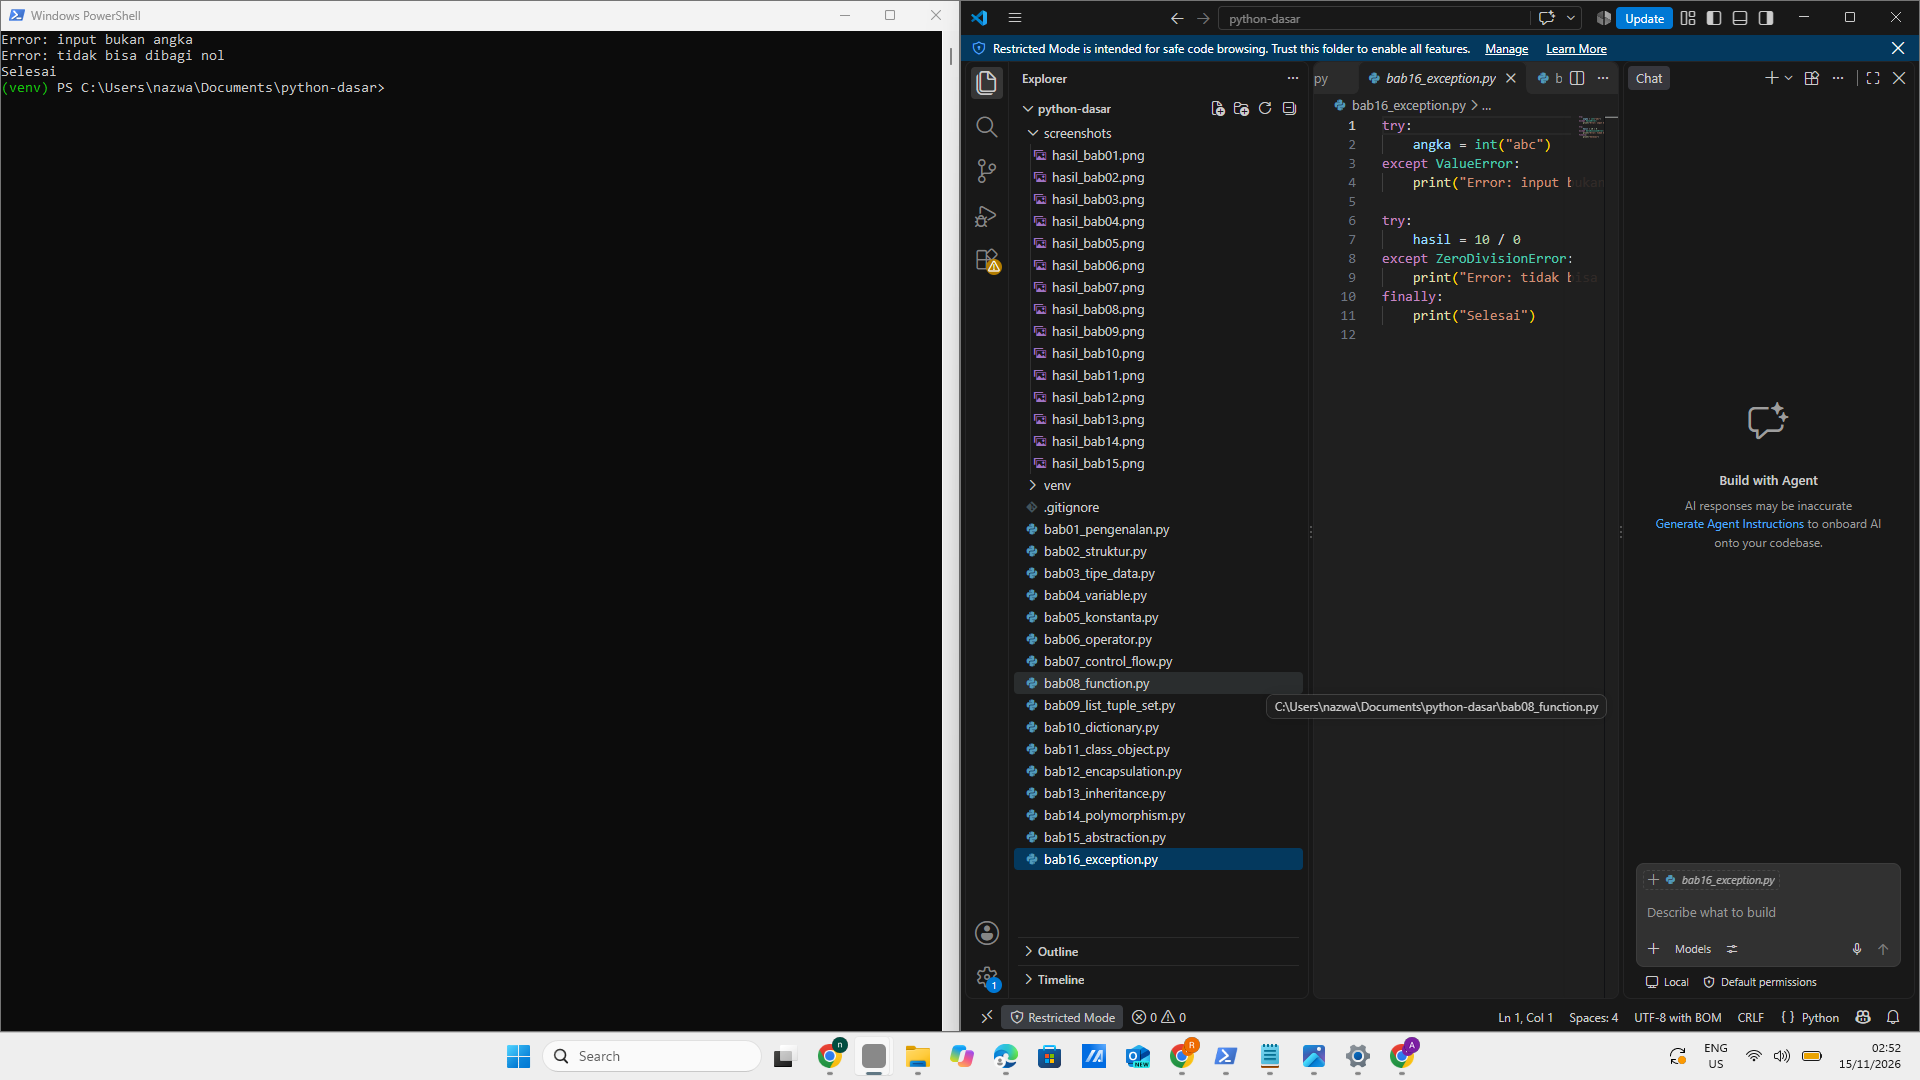 Windows PowerShell
Error: input bukan angka
Error: tidak bisa dibagi nol
Selesai
(venv) PS C:\Users\nazwa\Documents\python-dasar>
python-dasar
Update
Restricted Mode is intended for safe code browsing. Trust this folder to enable all features. Manage Learn More
Explorer
python-dasar
screenshots
hasil_bab01.png
hasil_bab02.png
hasil_bab03.png
hasil_bab04.png
hasil_bab05.png
hasil_bab06.png
hasil_bab07.png
hasil_bab08.png
hasil_bab09.png
hasil_bab10.png
hasil_bab11.png
hasil_bab12.png
hasil_bab13.png
hasil_bab14.png
hasil_bab15.png
venv
.gitignore
bab01_pengenalan.py
bab02_struktur.py
bab03_tipe_data.py
bab04_variable.py
bab05_konstanta.py
bab06_operator.py
bab07_control_flow.py
bab08_function.py
bab09_list_tuple_set.py
bab10_dictionary.py
bab11_class_object.py
bab12_encapsulation.py
bab13_inheritance.py
bab14_polymorphism.py
bab15_abstraction.py
bab16_exception.py
Outline
Timeline
py bab16_exception.py b
bab16_exception.py > ...
1 try:
2 angka = int("abc")
3 except ValueError:
4 print("Error: input bukan
5
6 try:
7 hasil = 10 / 0
8 except ZeroDivisionError:
9 print("Error: tidak bisa
10 finally:
11 print("Selesai")
12
C:\Users\nazwa\Documents\python-dasar\bab08_function.py
Chat
Build with Agent
AI responses may be inaccurate
Generate Agent Instructions to onboard AI
onto your codebase.
bab16_exception.py
Describe what to build
Models
Local Default permissions
1
Restricted Mode 0 0
Ln 1, Col 1 Spaces: 4 UTF-8 with BOM CRLF { } Python
Search
n
NEW
R
A
ENG
US
02:52
15/11/2026